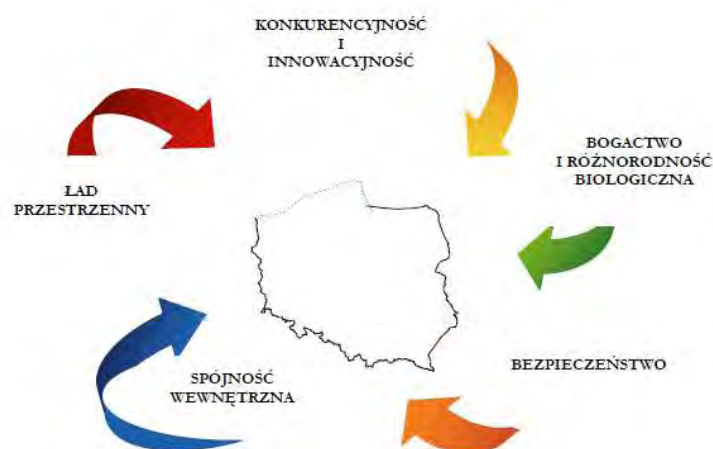 KONKURENCYJNOŚĆ
I
INNOWACYJNOŚĆ
BOGACTWO
I RÓŻNORODNOŚĆ
BIOLOGICZNA
ŁAD
PRZESTRZENNY
BEZPIECZEŃSTWO
SPÓJNOŚĆ
WEWNĘTRZNA